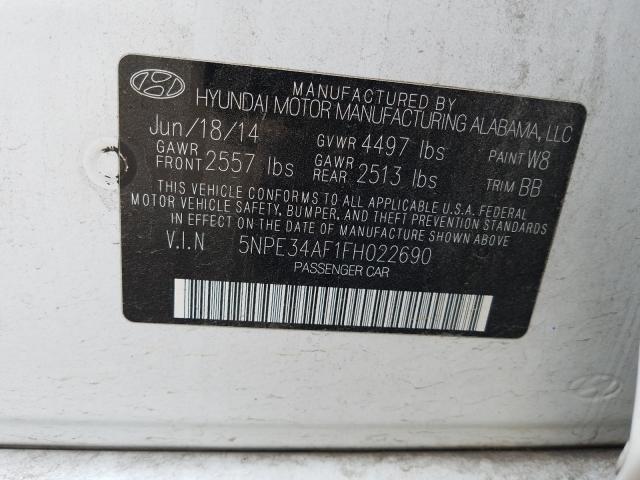 MANUFACTURED BY
HYUNDAI MOTOR MANUFACTURING ALABAMA, LLC
Jun/18/14 GVWR 4497 lbs PAINT W8
GAWR FRONT 2557 lbs GAWR REAR 2513 lbs TRIM BB
THIS VEHICLE CONFORMS TO ALL APPLICABLE U.S.A. FEDERAL
MOTOR VEHICLE SAFETY, BUMPER, AND THEFT PREVENTION STANDARDS
IN EFFECT ON THE DATE OF MANUFACTURE SHOWN ABOVE
V.I.N 5NPE34AF1FH022690
PASSENGER CAR